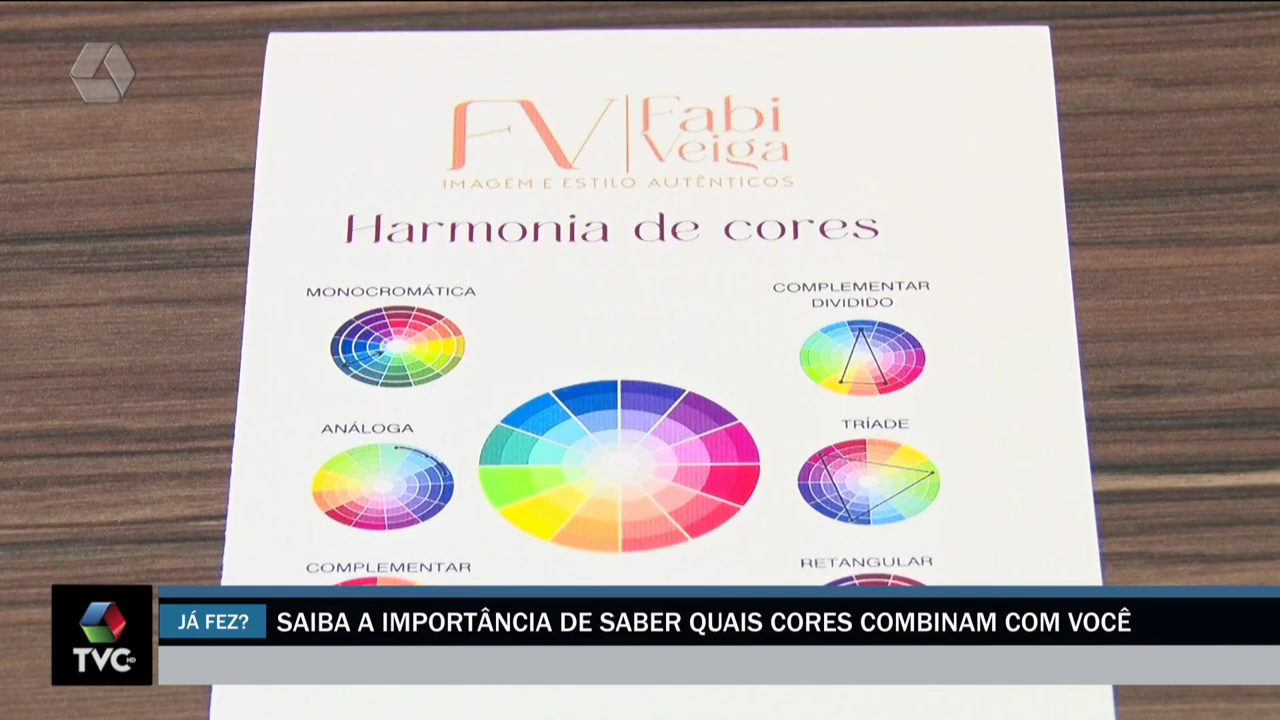 FV
Fabi
Veiga
IMAGEM E ESTILO AUTÊNTICOS
Harmonia de cores
MONOCROMÁTICA
COMPLEMENTAR
DIVIDIDO
ANÁLOGA
TRÍADE
COMPLEMENTAR
RETANGULAR
JÁ FEZ? SAIBA A IMPORTÂNCIA DE SABER QUAIS CORES COMBINAM COM VOCÊ
TVC HD